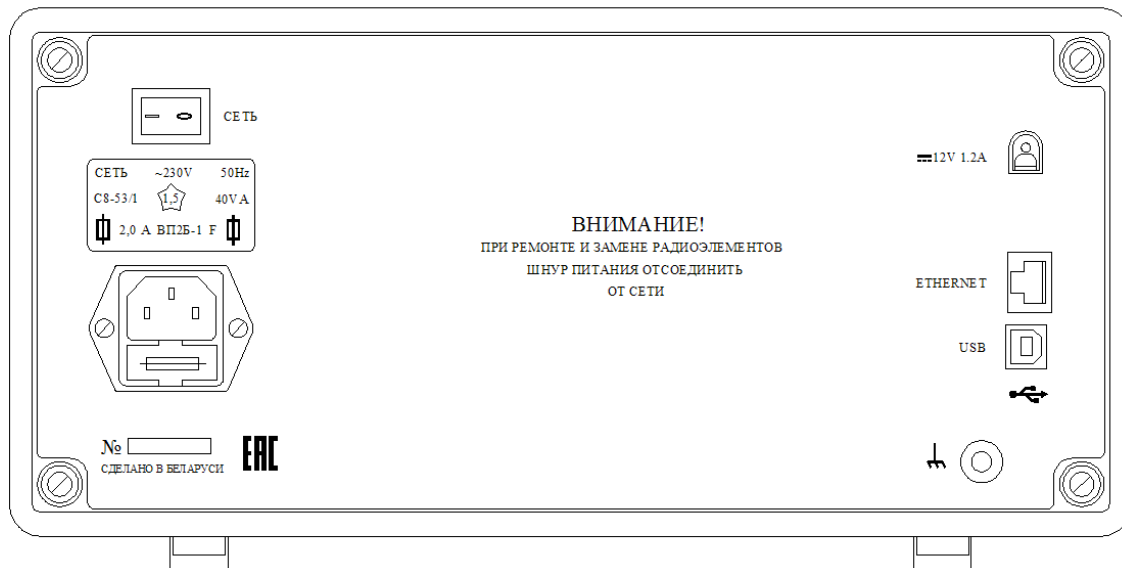 СЕТЬ
СЕТЬ ~230V 50Hz
С8-53/1 1,5 40VA
2,0 А ВП2Б-1 F
№
СДЕЛАНО В БЕЛАРУСИ
EAC
ВНИМАНИЕ!
ПРИ РЕМОНТЕ И ЗАМЕНЕ РАДИОЭЛЕМЕНТОВ
ШНУР ПИТАНИЯ ОТСОЕДИНИТЬ
ОТ СЕТИ
12V 1.2A
ETHERNET
USB